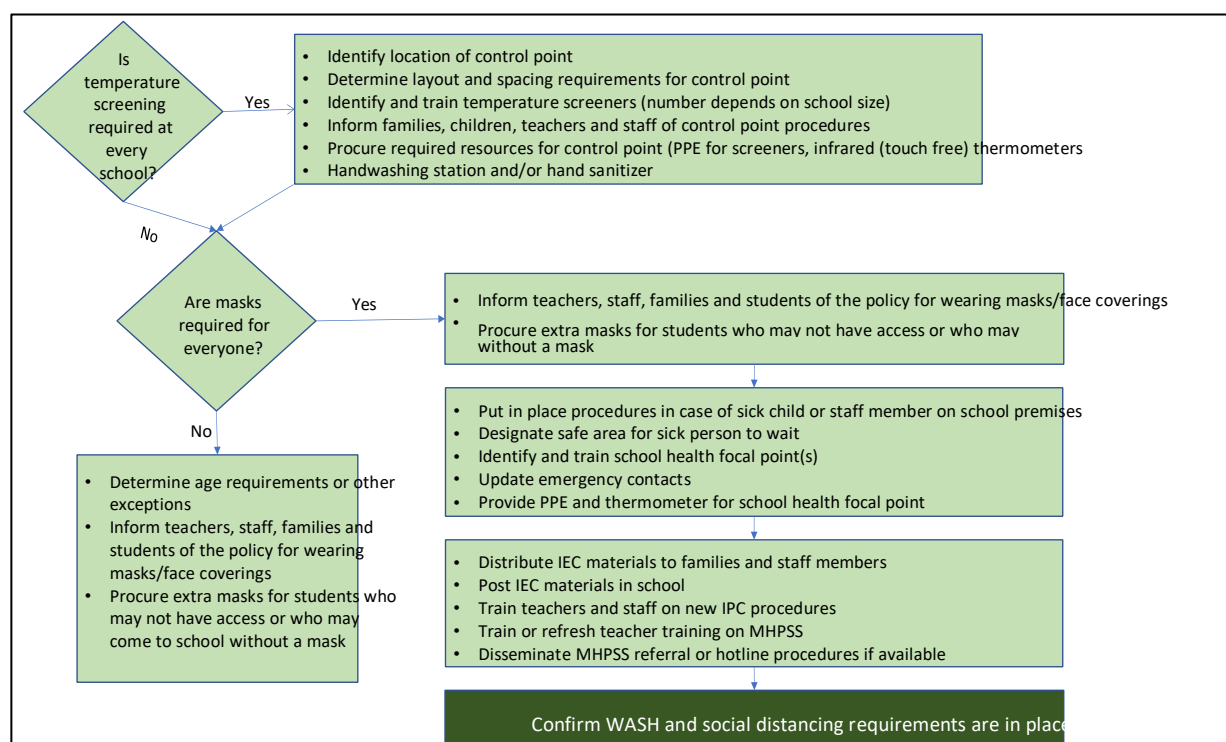 Is
temperature
screening
required at
every
school?
Yes
• Identify location of control point
• Determine layout and spacing requirements for control point
• Identify and train temperature screeners (number depends on school size)
• Inform families, children, teachers and staff of control point procedures
• Procure required resources for control point (PPE for screeners, infrared (touch free) thermometers
• Handwashing station and/or hand sanitizer
No
Are masks
required for
everyone?
Yes
• Inform teachers, staff, families and students of the policy for wearing masks/face coverings
• Procure extra masks for students who may not have access or who may
without a mask
No
• Determine age requirements or other
exceptions
• Inform teachers, staff, families and
students of the policy for wearing
masks/face coverings
• Procure extra masks for students who
may not have access or who may
come to school without a mask
• Put in place procedures in case of sick child or staff member on school premises
• Designate safe area for sick person to wait
• Identify and train school health focal point(s)
• Update emergency contacts
• Provide PPE and thermometer for school health focal point
• Distribute IEC materials to families and staff members
• Post IEC materials in school
• Train teachers and staff on new IPC procedures
• Train or refresh teacher training on MHPSS
• Disseminate MHPSS referral or hotline procedures if available
Confirm WASH and social distancing requirements are in place